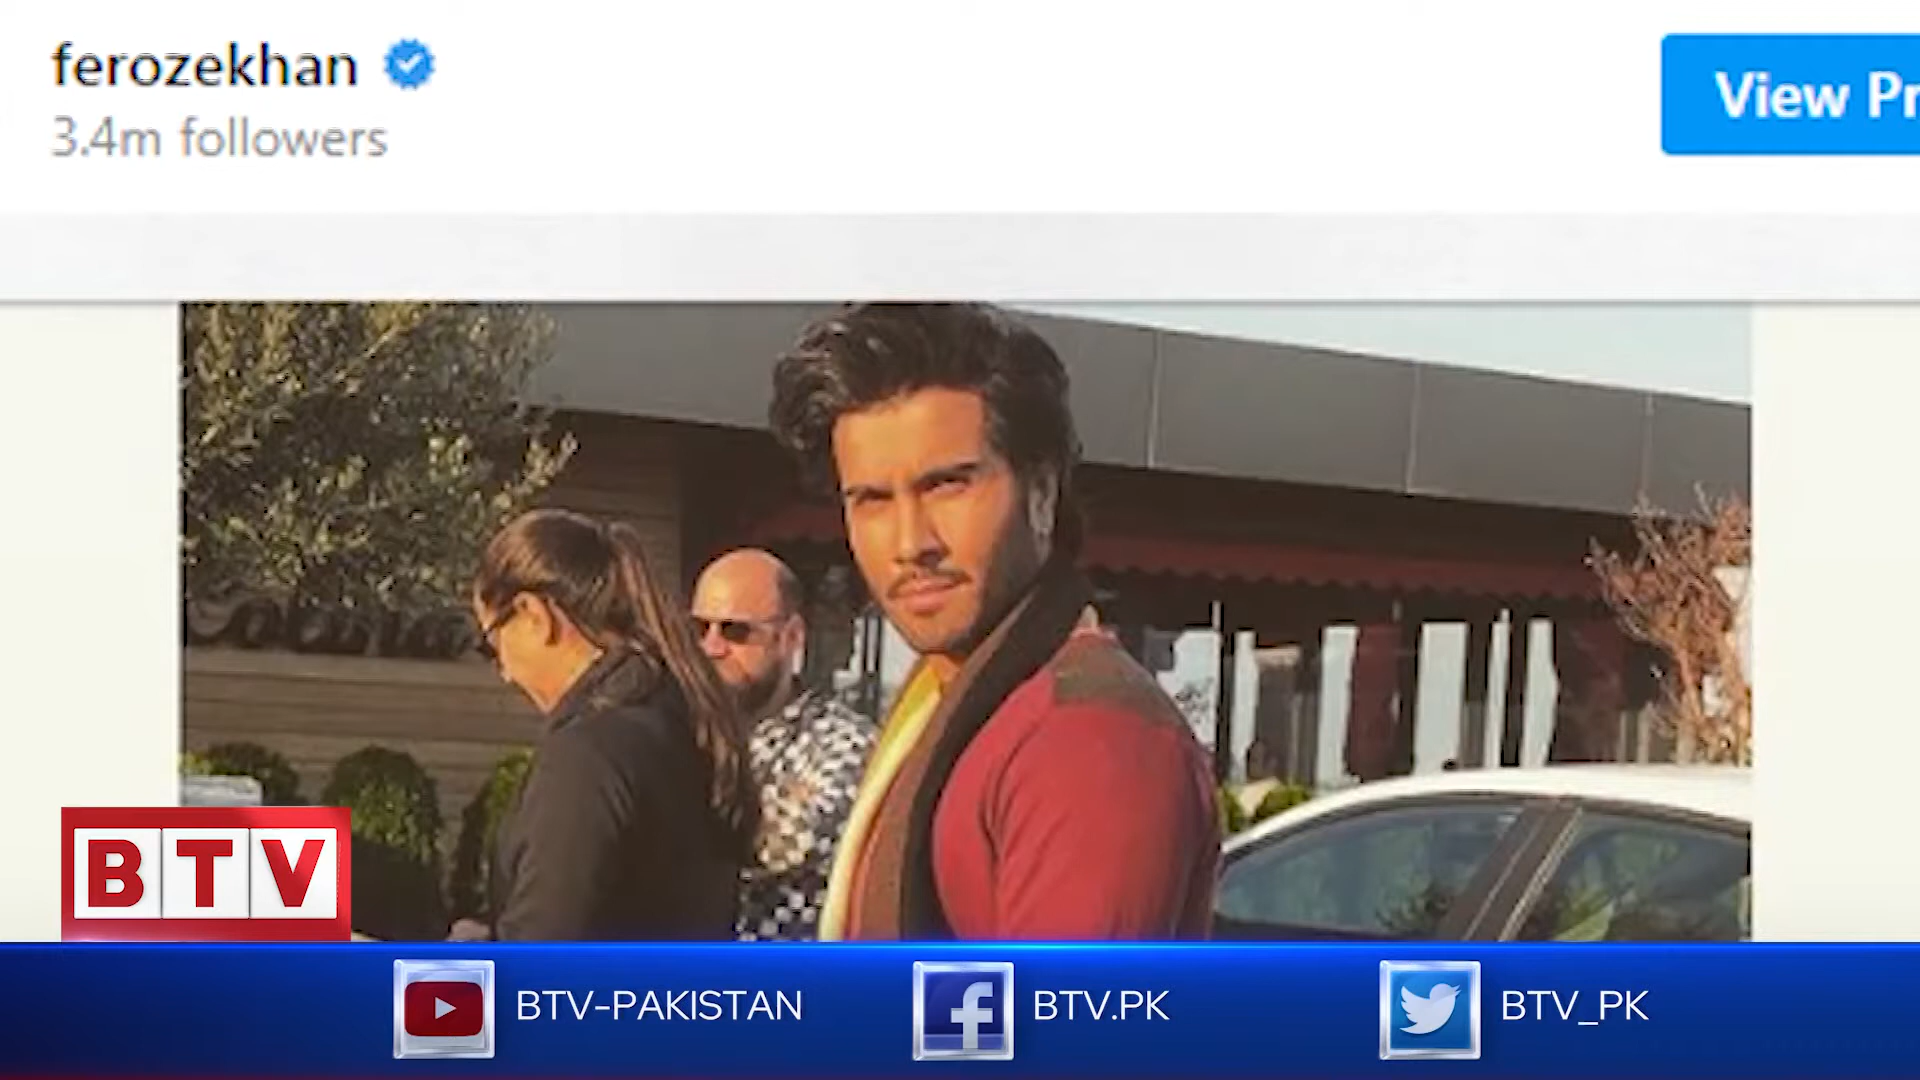 ferozekhan
3.4m followers
View Pr
BTV
BTV-PAKISTAN
BTV.PK
BTV_PK